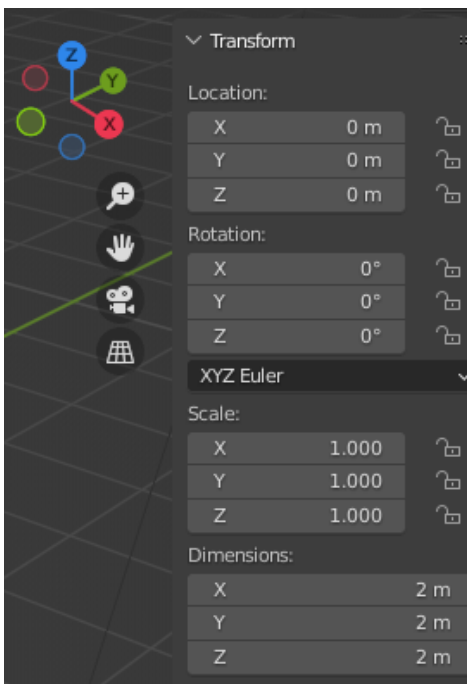 Z
Y
X
Transform
Location:
X 0 m
Y 0 m
Z 0 m
Rotation:
X 0°
Y 0°
Z 0°
XYZ Euler
Scale:
X 1.000
Y 1.000
Z 1.000
Dimensions:
X 2 m
Y 2 m
Z 2 m